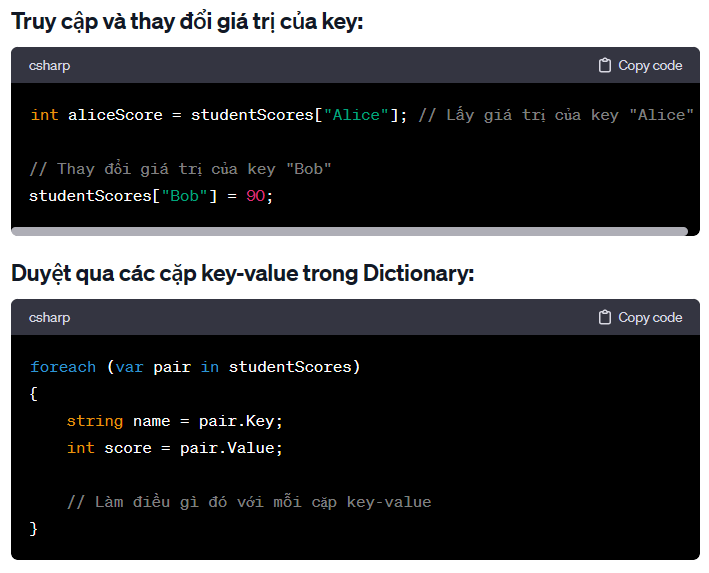 Truy cập và thay đổi giá trị của key:
csharp Copy code
int aliceScore = studentScores["Alice"]; // Lấy giá trị của key "Alice"
// Thay đổi giá trị của key "Bob"
studentScores["Bob"] = 90;
Duyệt qua các cặp key-value trong Dictionary:
csharp Copy code
foreach (var pair in studentScores)
{
    string name = pair.Key;
    int score = pair.Value;
    // Làm điều gì đó với mỗi cặp key-value
}